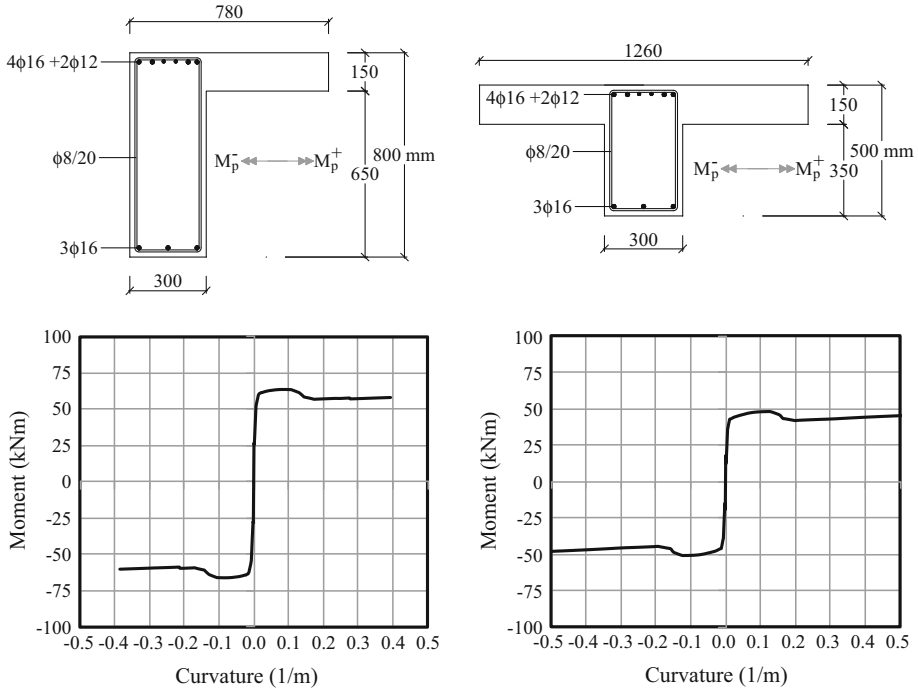 780
4ϕ16 +2ϕ12
150
ϕ8/20
800 mm
M_p^-
M_p^+
650
3ϕ16
300
1260
4ϕ16 +2ϕ12
150
ϕ8/20
500 mm
M_p^-
M_p^+
350
3ϕ16
300
100
75
50
25
0
-25
-50
-75
-100
Moment (kNm)
-0.5 -0.4 -0.3 -0.2 -0.1 0.0 0.1 0.2 0.3 0.4 0.5
Curvature (1/m)
100
75
50
25
0
-25
-50
-75
-100
Moment (kNm)
-0.5 -0.4 -0.3 -0.2 -0.1 0.0 0.1 0.2 0.3 0.4 0.5
Curvature (1/m)